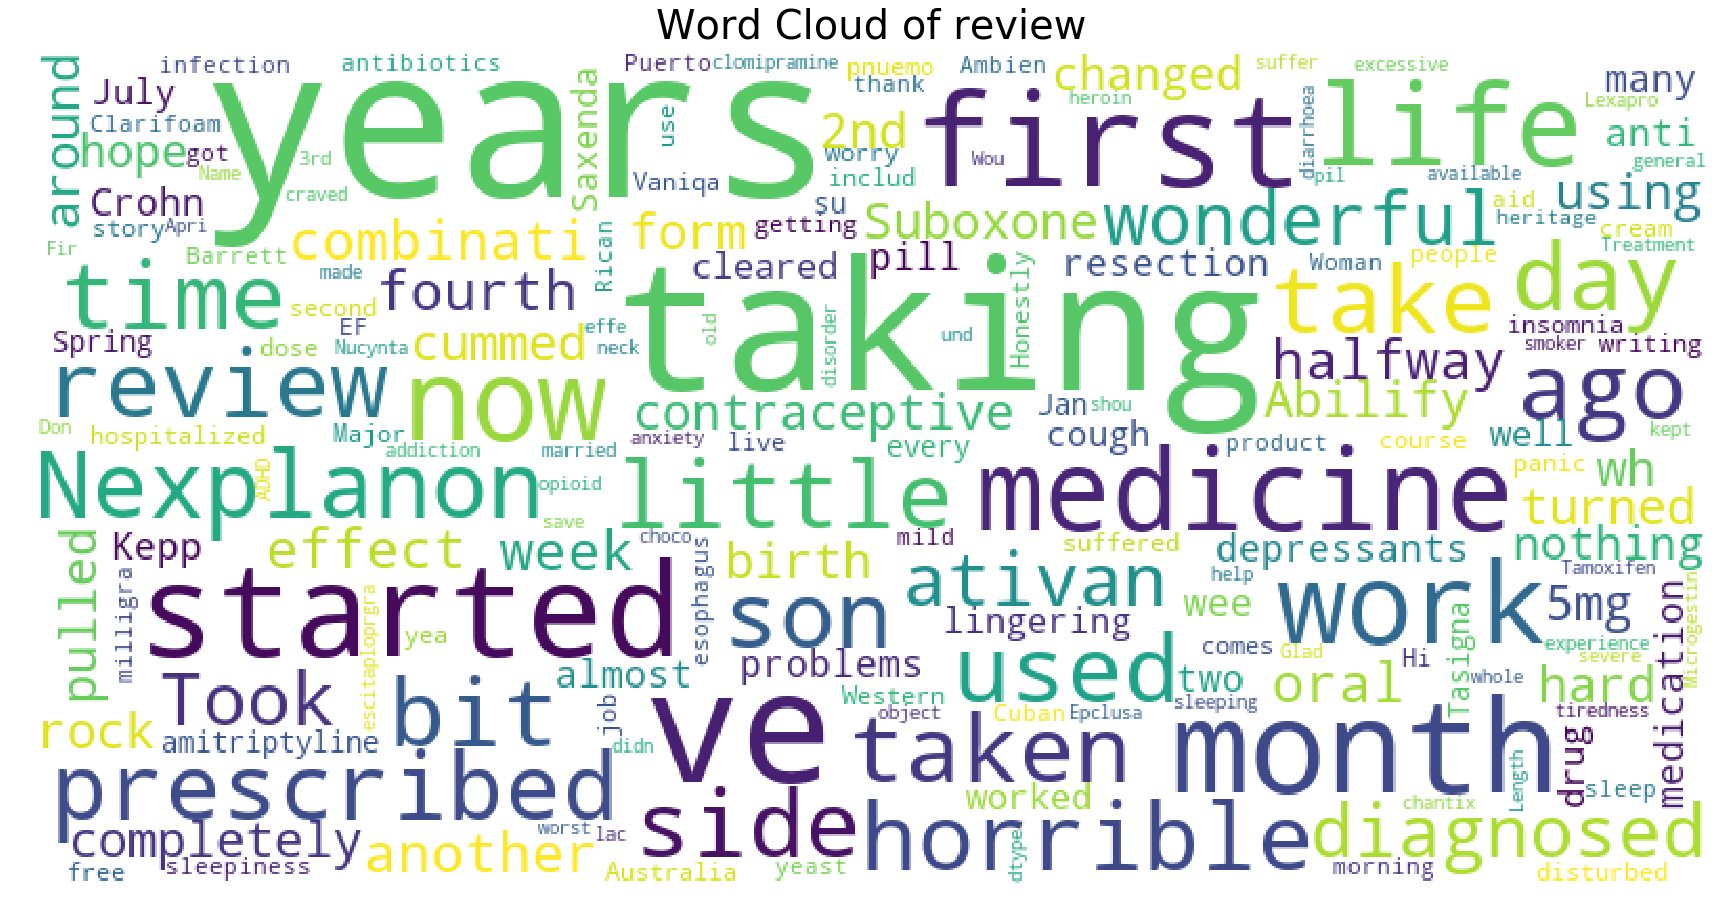 Word Cloud of review
infection antibiotics Puerto clomipramine pnuemo Ambien changed suffer excessive many
around July years Saxenda use thank heroin first life Lexapro
Clarifoam 2nd diarrhoea anti
hope got 3rd worry Wou general
Name craved Vaniqa includ pil available using
Crohn su aid
story Apri combinati form getting Suboxone wonderful heritage cream
Fir Barrett Rican cleared pill resection Woman people day Treatment
time made fourth taking Honestly take
second
Spring EF effe old disorder und insomnia
dose Nucynta cummed neck halfway smoker writing
review now contraceptive Jan shou Abilify ago
Don hospitalized Major anxiety live every cough product course well kept
addiction married
Nexplanon ADHD opioid little medicine panic wh
save turned
pulled Kepp effect week choco birth mild suffered depressants nothing
milligra started esophagus son ativan help work Tamoxifen
yea lingering wee 5mg medication Microgestin
escitaloprgra problems comes Glad Hi Tasigna experience
Took bit almost Western used two oral whole hard severe
rock amitriptyline job object Cuban Epclusa sleeping tiredness
didn ve taken month drug
prescribed worked Length sleep
completely worst lac side horrible chantix diagnosed
free sleepiness another Australia yeast dtype morning disturbed